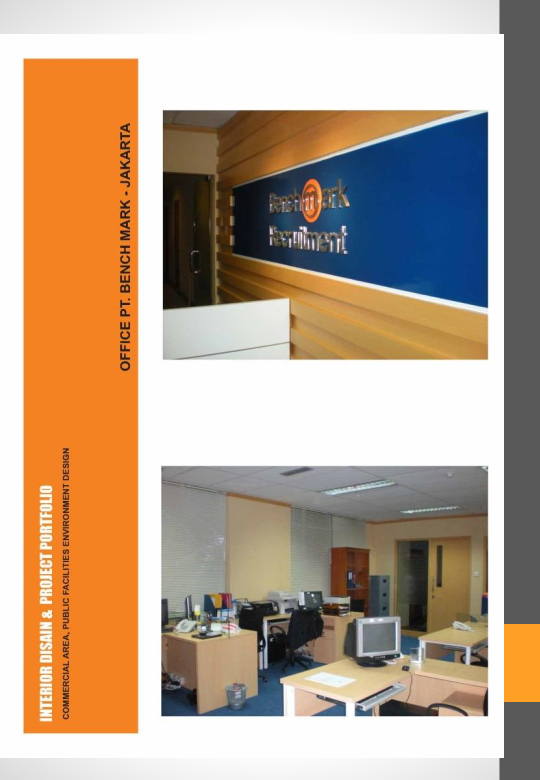 INTERIOR DISAIN & PROJECT PORTFOLIO
COMMERCIAL AREA, PUBLIC FACILITIES ENVIRONMENT DESIGN
OFFICE PT. BENCH MARK - JAKARTA
Benchmark
Recruitment